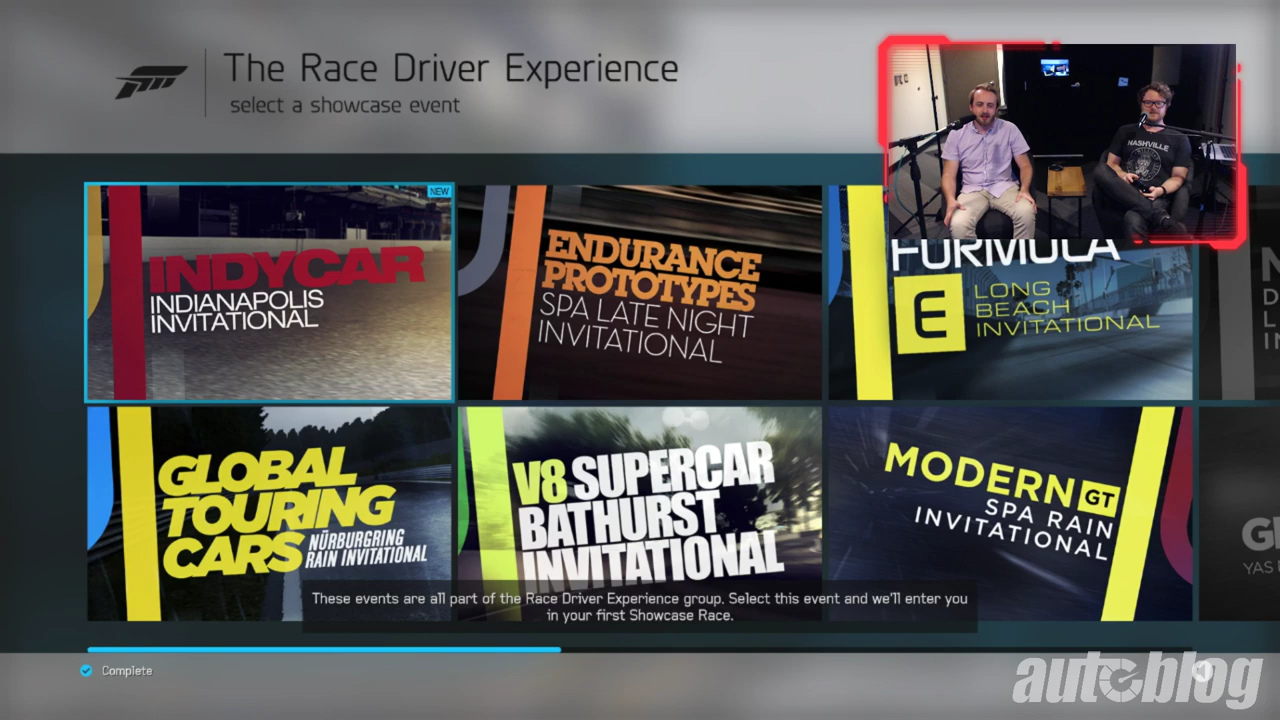 The Race Driver Experience
select a showcase event
NASHVILLE
NEW
INDYCAR
INDIANAPOLIS
INVITATIONAL
ENDURANCE
PROTOTYPES
SPA LATE NIGHT
INVITATIONAL
FORMULA
E
LONG
BEACH
INVITATIONAL
GLOBAL
TOURING
CARS
NÜRBURGRING
RAIN INVITATIONAL
V8 SUPERCAR
BATHURST
INVITATIONAL
MODERN GT
SPA RAIN
INVITATIONAL
YAS
These events are all part of the Race Driver Experience group. Select this event and we'll enter you
in your first Showcase Race.
Complete
autoblog